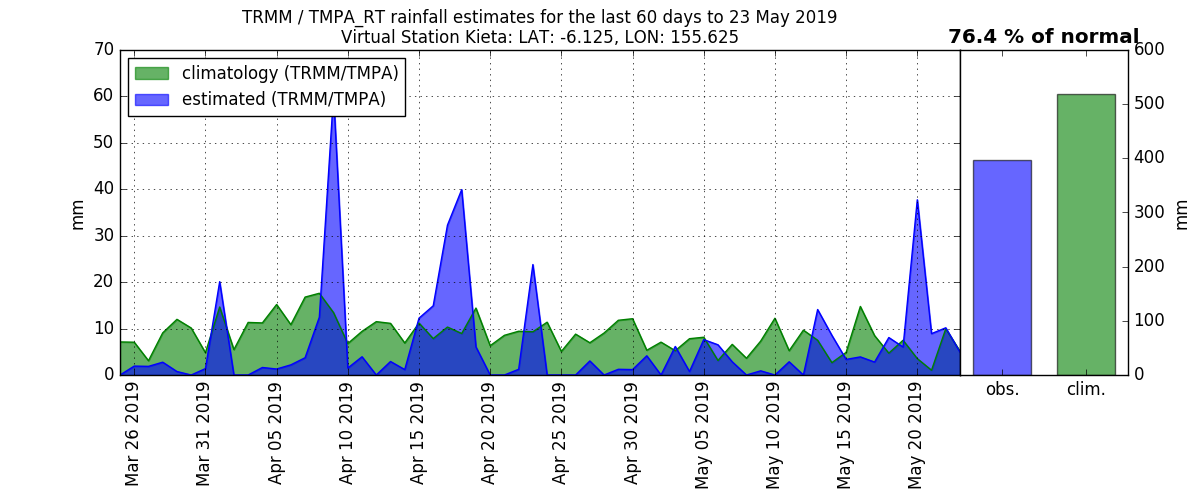 TRMM / TMPA_RT rainfall estimates for the last 60 days to 23 May 2019
Virtual Station Kieta: LAT: -6.125, LON: 155.625
76.4 % of normal
climatology (TRMM/TMPA)
estimated (TRMM/TMPA)
70
60
50
40
30
20
10
0
mm
Mar 26 2019
Mar 31 2019
Apr 05 2019
Apr 10 2019
Apr 15 2019
Apr 20 2019
Apr 25 2019
Apr 30 2019
May 05 2019
May 10 2019
May 15 2019
May 20 2019
obs.
clim.
600
500
400
300
200
100
0
mm